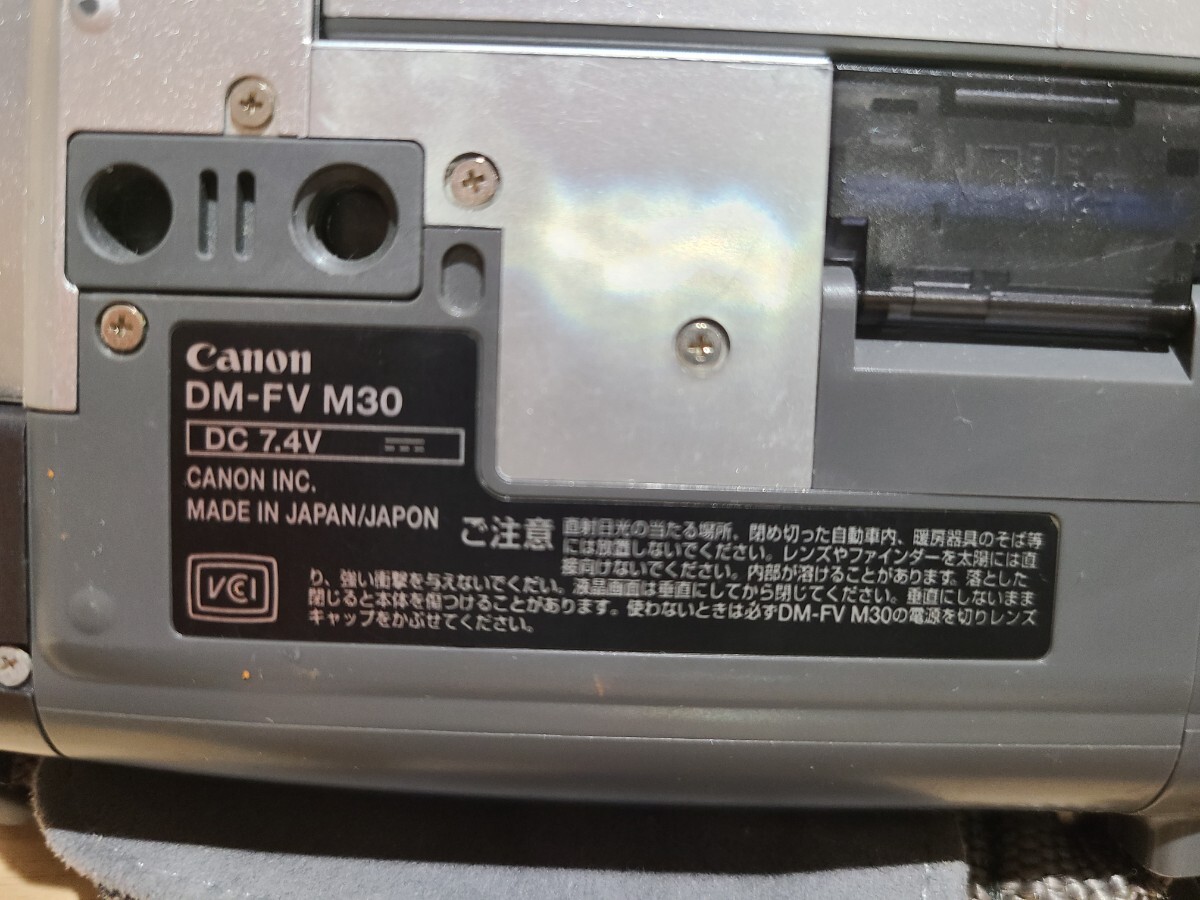 Canon
DM-FV M30
DC 7.4V
CANON INC.
MADE IN JAPAN/JAPON
VCCI
ご注意 直射日光の当たる場所、閉め切った自動車内、暖房器具のそば等
には放置しないでください。レンズやファインダーを太陽には直
接向けないでください。内部が溶けることがあります。落とした
り、強い衝撃を与えないでくだい。液晶画面は垂直にしてから閉じてください。垂直にしないまま
閉じると本体を傷つけることがあります。使わないときは必ずDM-FV M30の電源を切りレンズ
キャップをかぶせてください。